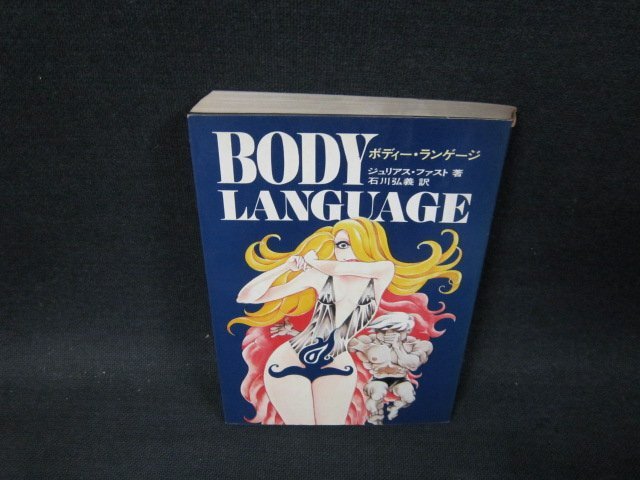 BODY
ボディー・ランゲージ
ジュリアス・ファスト 著
石川弘義 訳
LANGUAGE